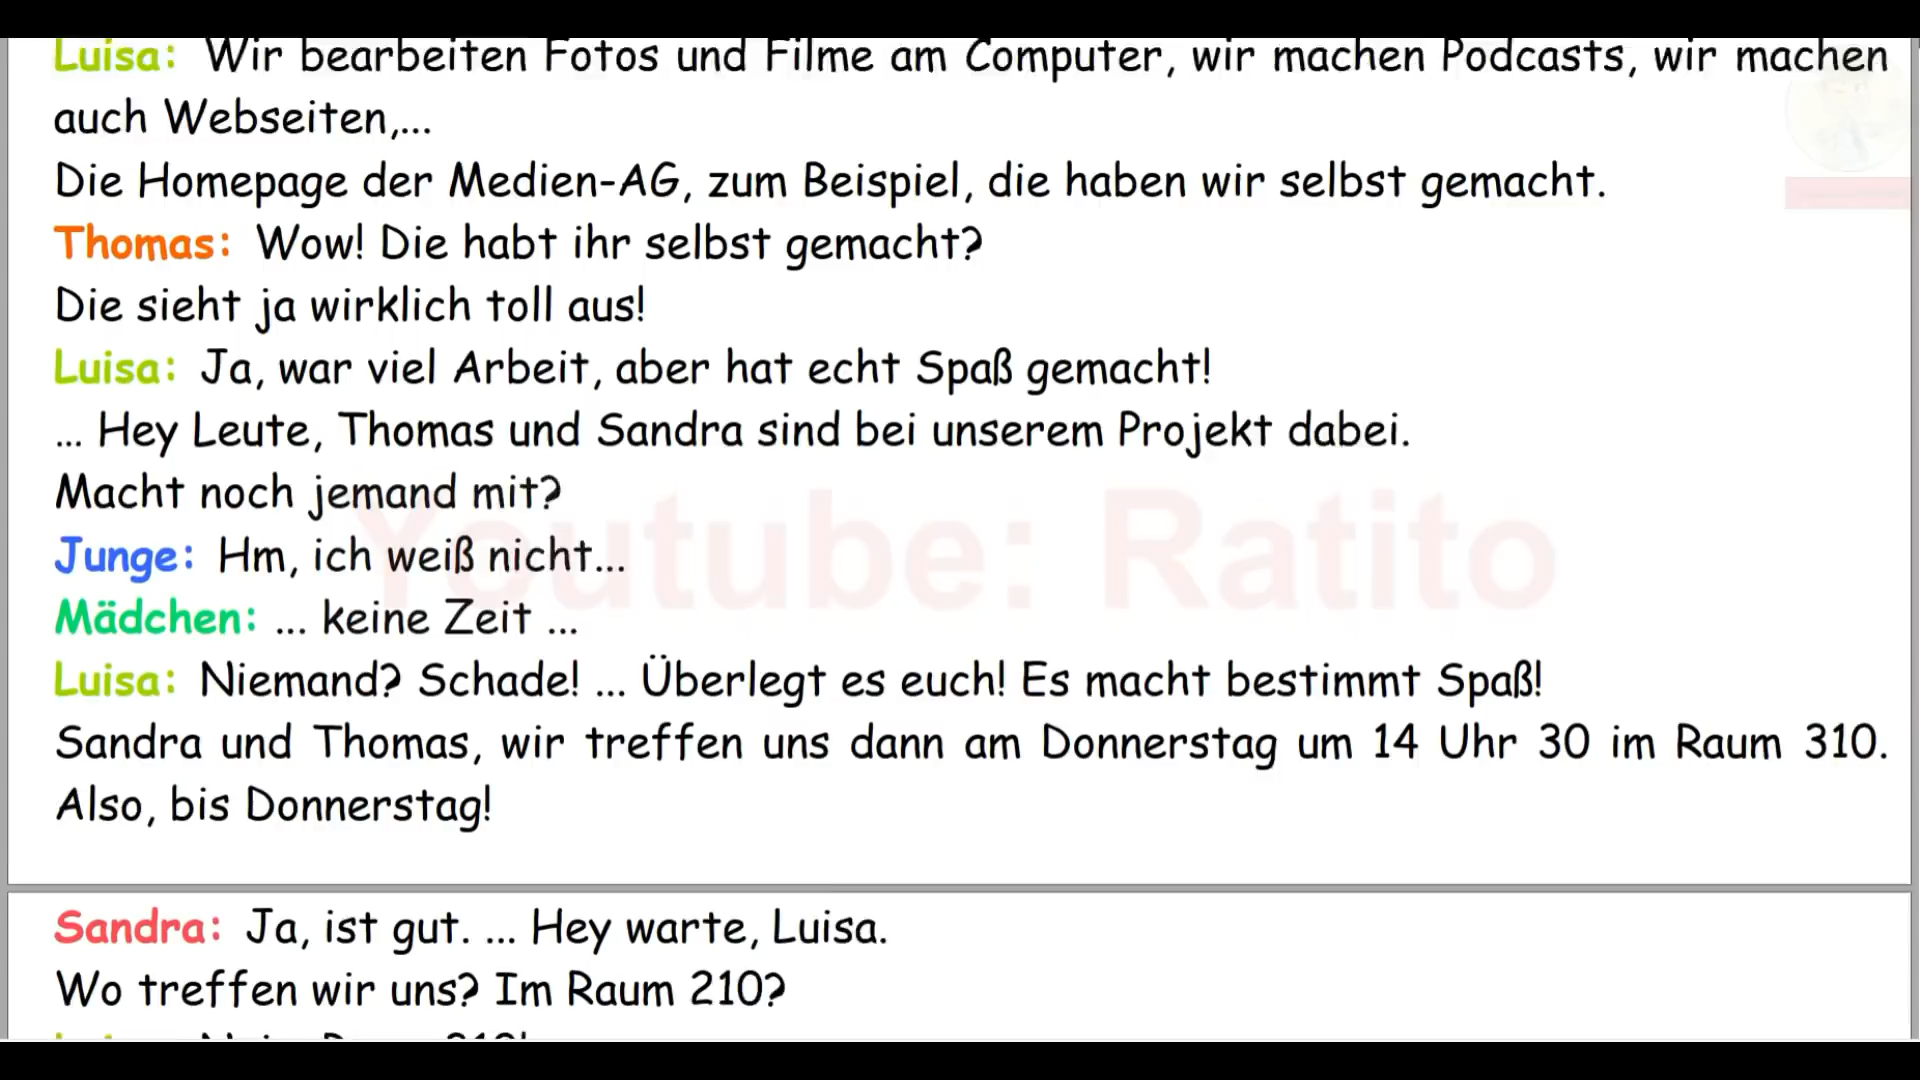 Luisa: Wir bearbeiten Fotos und Filme am Computer, wir machen Podcasts, wir machen
auch Webseiten,...
Die Homepage der Medien-AG, zum Beispiel, die haben wir selbst gemacht.
Thomas: Wow! Die habt ihr selbst gemacht?
Die sieht ja wirklich toll aus!
Luisa: Ja, war viel Arbeit, aber hat echt Spaß gemacht!
... Hey Leute, Thomas und Sandra sind bei unserem Projekt dabei.
Macht noch jemand mit?
Youtube: Ratito
Junge: Hm, ich weiß nicht...
Mädchen: ... keine Zeit ...
Luisa: Niemand? Schade! ... Überlegt es euch! Es macht bestimmt Spaß!
Sandra und Thomas, wir treffen uns dann am Donnerstag um 14 Uhr 30 im Raum 310.
Also, bis Donnerstag!
Sandra: Ja, ist gut. ... Hey warte, Luisa.
Wo treffen wir uns? Im Raum 210?